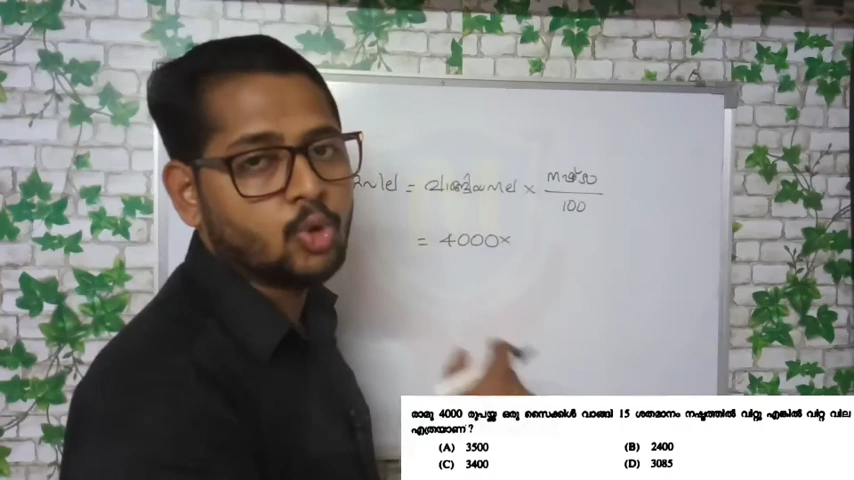 = വാങ്ങിയവില × നഷ്ടം / 100
= 4000×
രാമു 4000 രൂപയ്ക്ക് ഒരു സൈക്കിൾ വാങ്ങി 15 ശതമാനം നഷ്ടത്തിൽ വിറ്റു എങ്കിൽ വിറ്റ വില
എത്രയാണ് ?
(A) 3500 (B) 2400
(C) 3400 (D) 3085